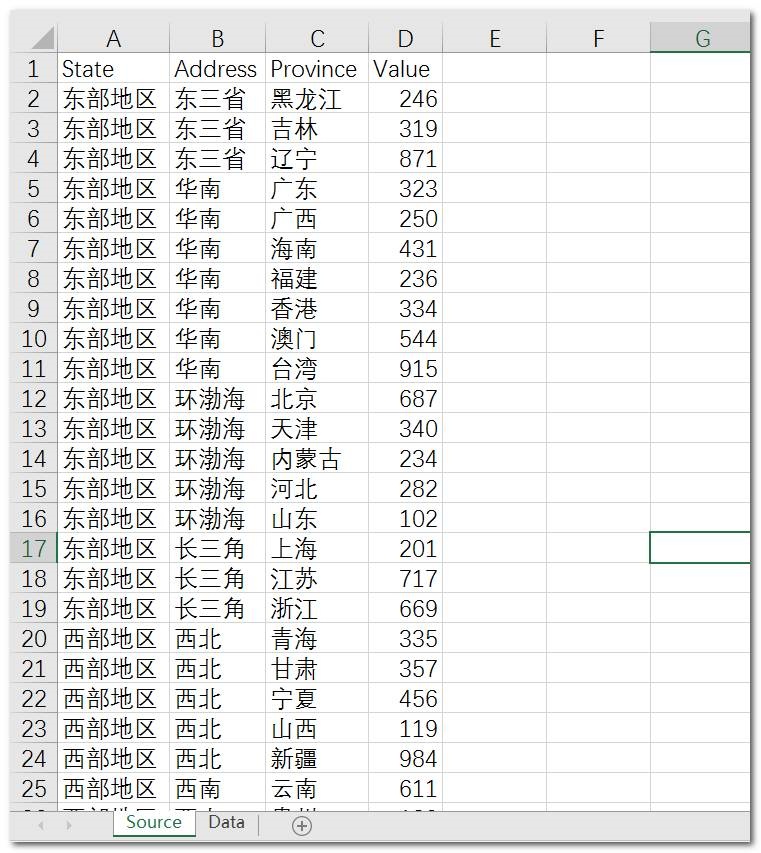 A B C D E F G
1 State Address Province Value
2 东部地区 东三省 黑龙江 246
3 东部地区 东三省 吉林 319
4 东部地区 东三省 辽宁 871
5 东部地区 华南 广东 323
6 东部地区 华南 广西 250
7 东部地区 华南 海南 431
8 东部地区 华南 福建 236
9 东部地区 华南 香港 334
10 东部地区 华南 澳门 544
11 东部地区 华南 台湾 915
12 东部地区 环渤海 北京 687
13 东部地区 环渤海 天津 340
14 东部地区 环渤海 内蒙古 234
15 东部地区 环渤海 河北 282
16 东部地区 环渤海 山东 102
17 东部地区 长三角 上海 201
18 东部地区 长三角 江苏 717
19 东部地区 长三角 浙江 669
20 西部地区 西北 青海 335
21 西部地区 西北 甘肃 357
22 西部地区 西北 宁夏 456
23 西部地区 西北 山西 119
24 西部地区 西北 新疆 984
25 西部地区 西南 云南 611
Source Data